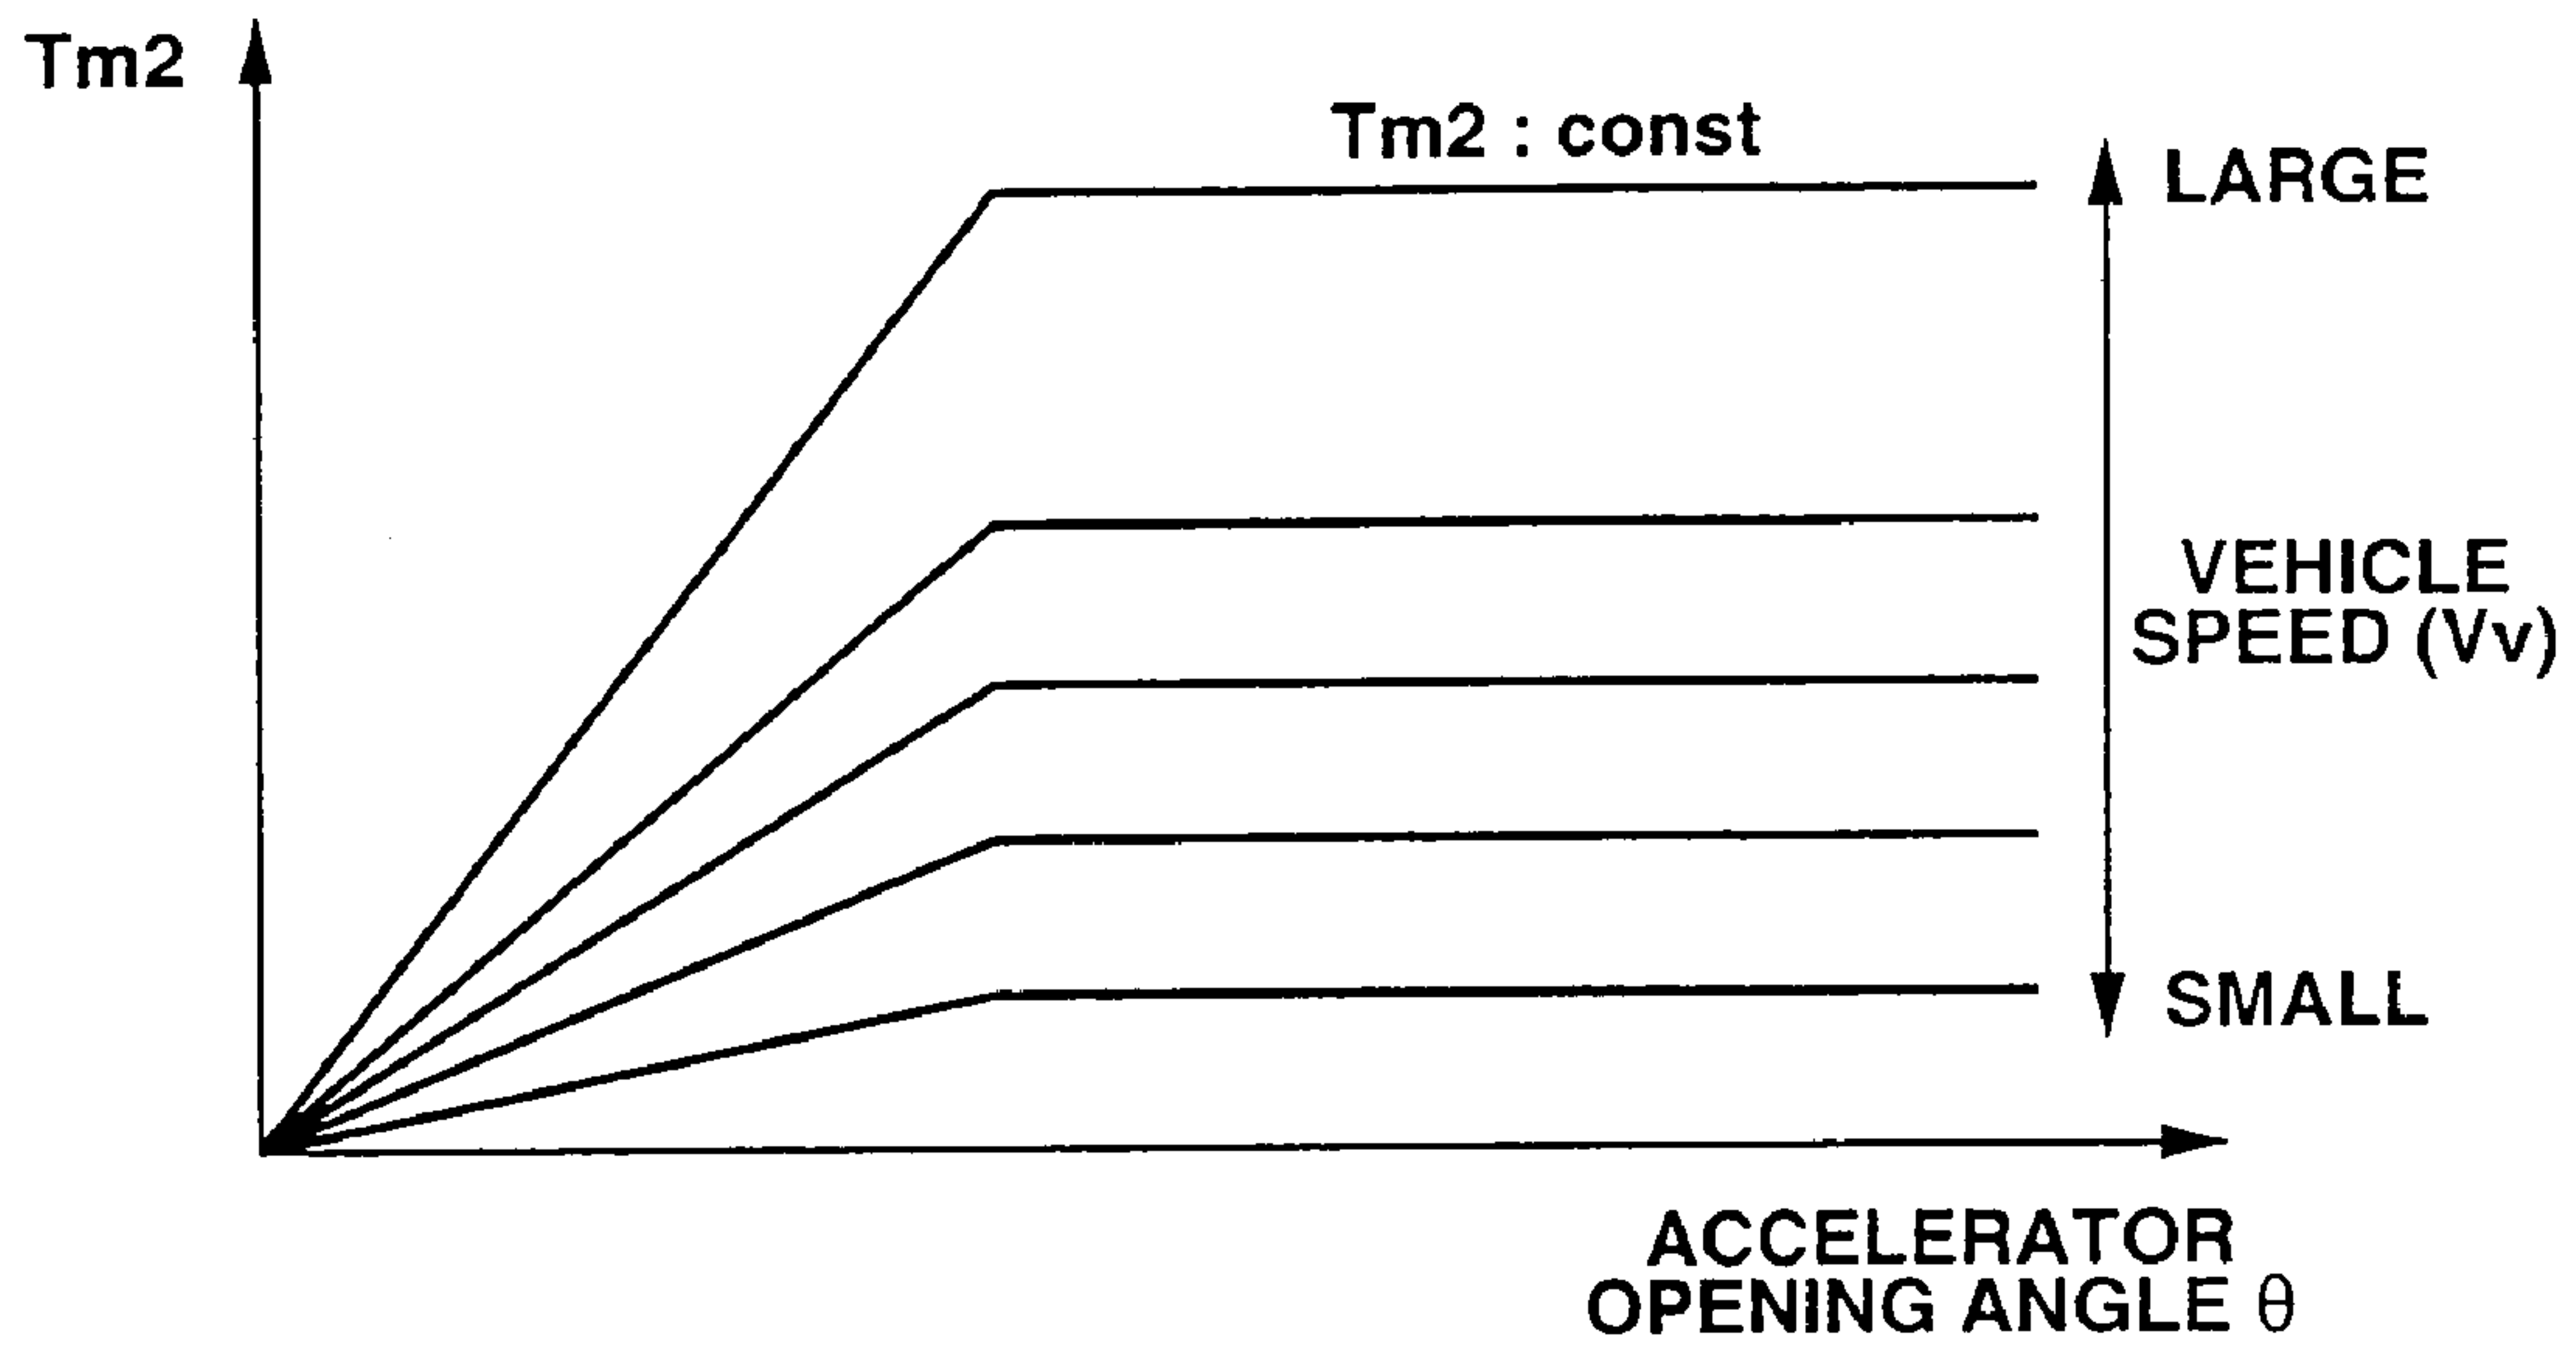 Tm2
Tm2 : const
LARGE
VEHICLE
SPEED (Vv)
SMALL
ACCELERATOR
OPENING ANGLE θ